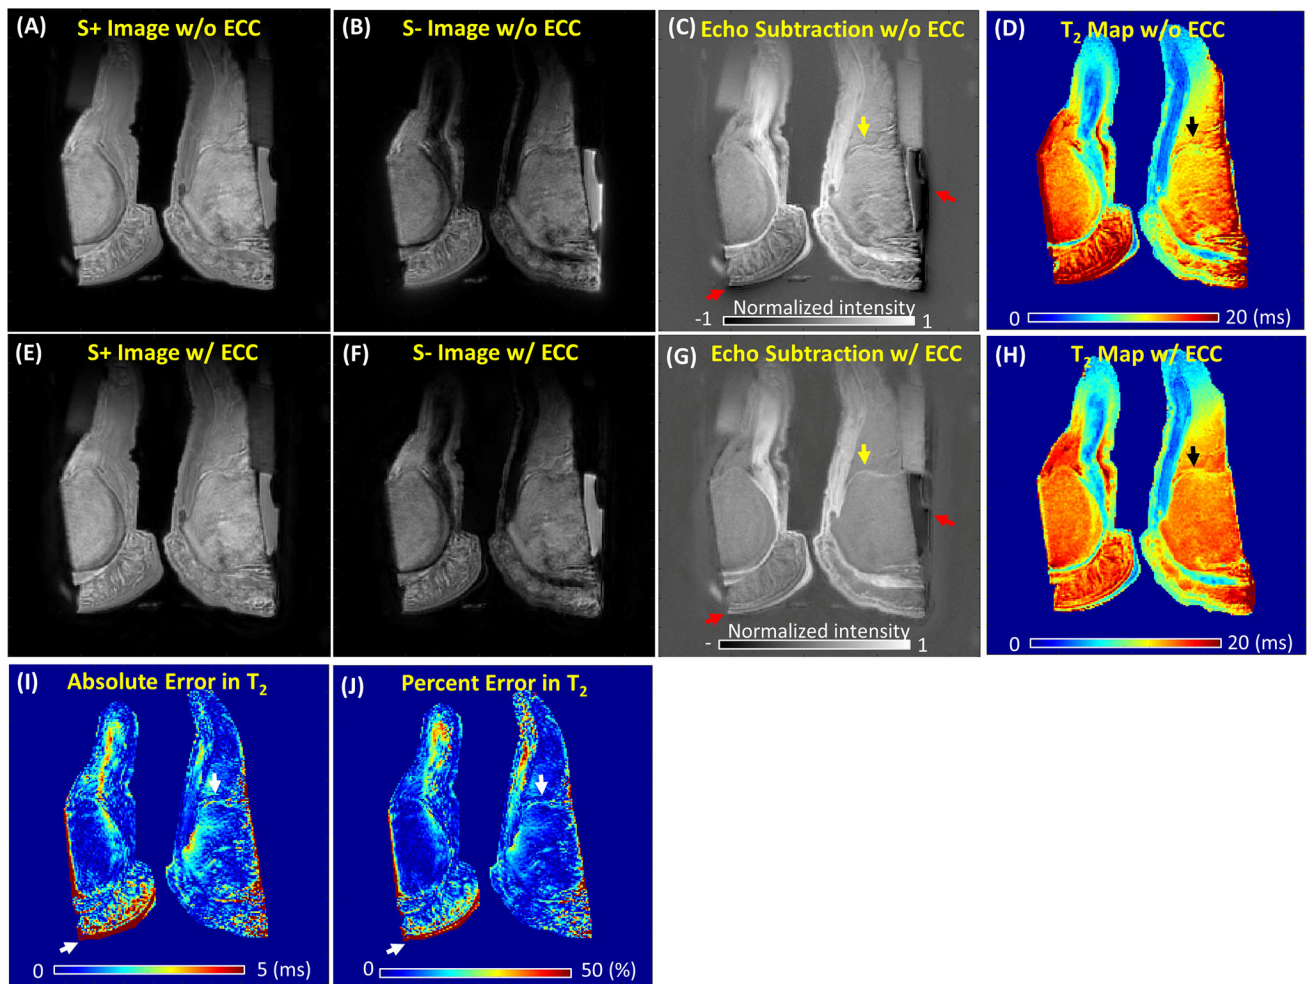 (A) S+ Image w/o ECC
(B) S- Image w/o ECC
(C) Echo Subtraction w/o ECC
(D) T2 Map w/o ECC
-1 Normalized intensity 1
0 20 (ms)
(E) S+ Image w/ ECC
(F) S- Image w/ ECC
(G) Echo Subtraction w/ ECC
(H) T2 Map w/ ECC
- Normalized intensity 1
0 20 (ms)
(I) Absolute Error in T2
(J) Percent Error in T2
0 5 (ms)
0 50 (%)